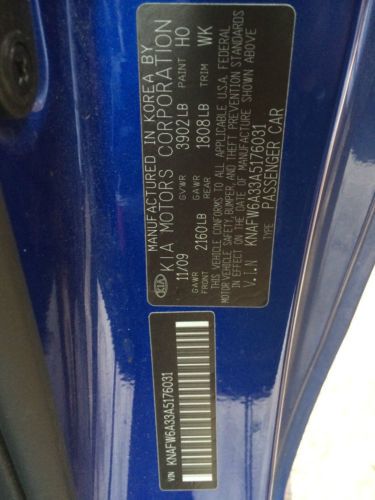 MANUFACTURED IN KOREA BY
KIA MOTORS CORPORATION
11/09 GVWR 3902LB PAINT HO
GAWR FRONT 2160LB GAWR REAR 1808LB TRIM WK
THIS VEHICLE CONFORMS TO ALL APPLICABLE U.S.A. FEDERAL
MOTOR VEHICLE SAFETY, BUMPER, AND THEFT PREVENTION STANDARDS
IN EFFECT ON THE DATE OF MANUFACTURE SHOWN ABOVE
V.I.N KNAFW6A33A5176031
TYPE PASSENGER CAR
KIA
VIN KNAFW6A33A5176031